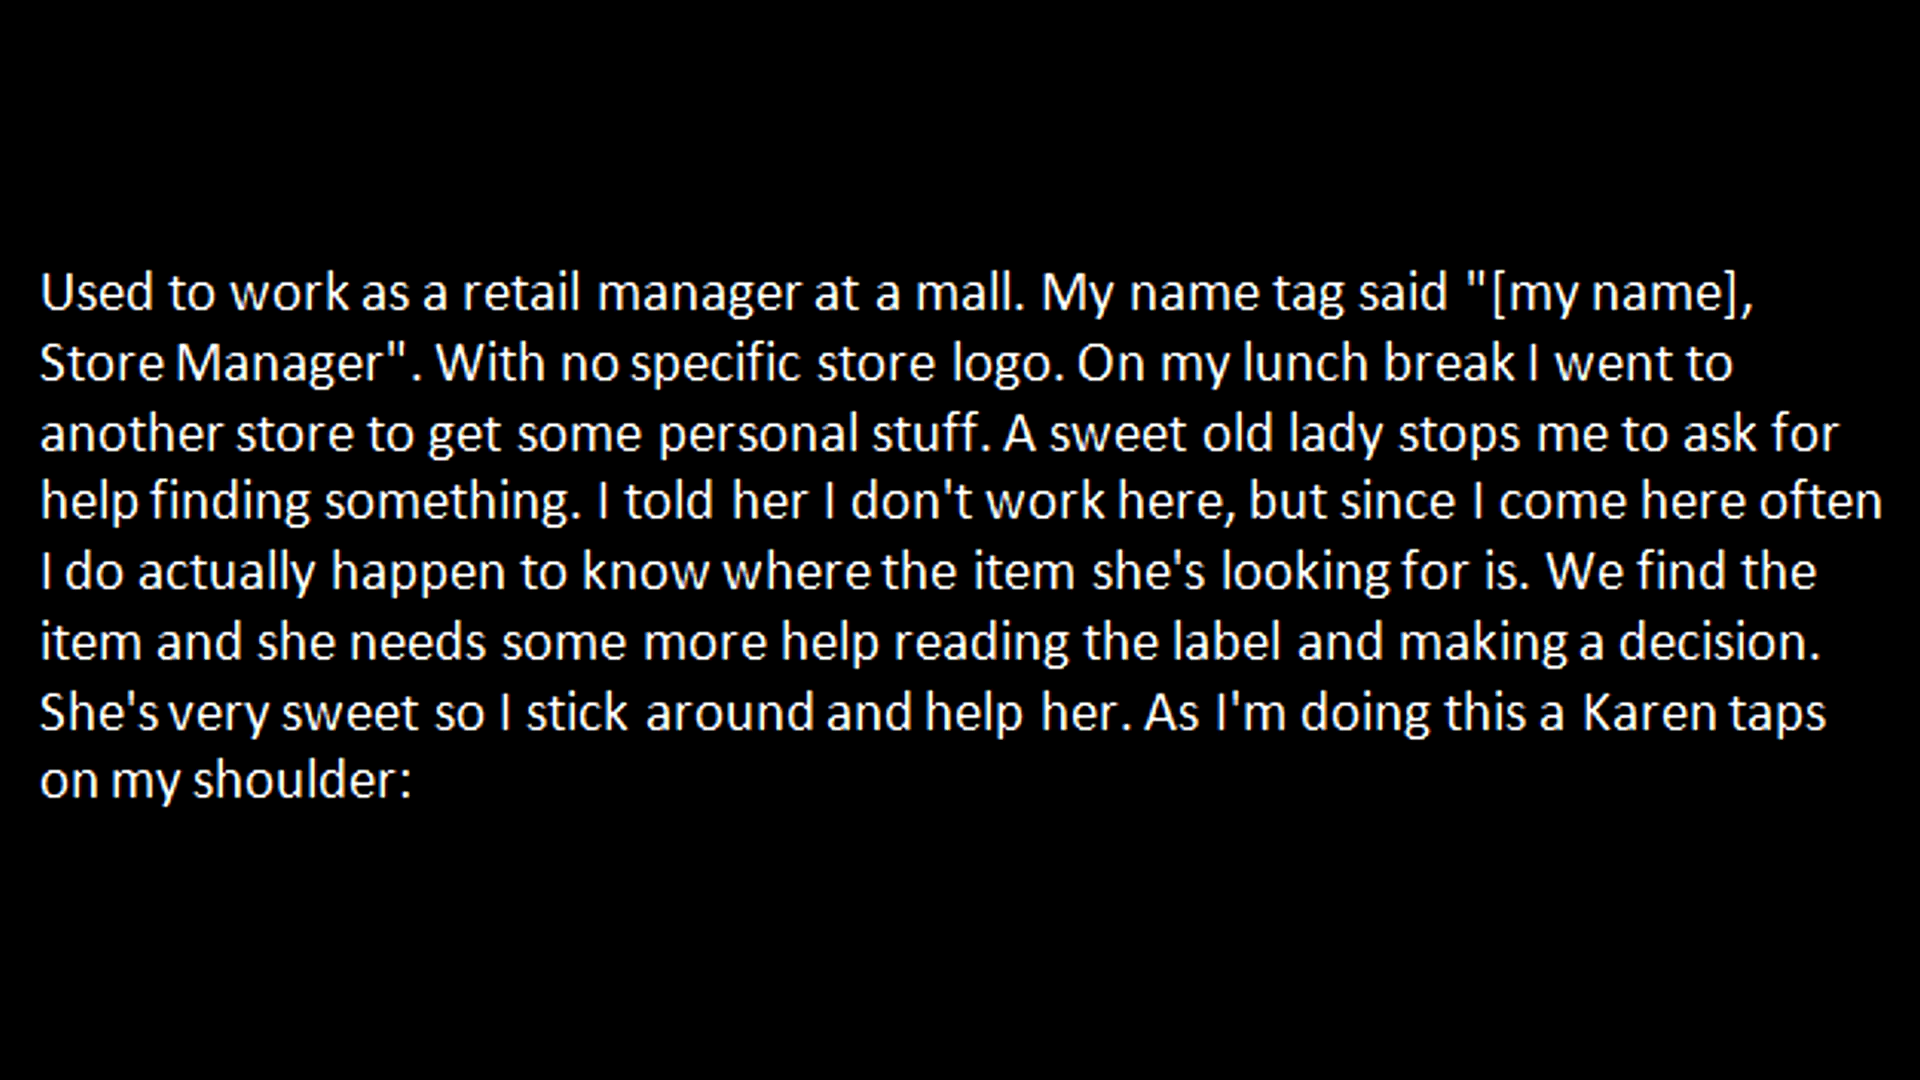 Used to work as a retail manager at a mall. My name tag said "[my name],
Store Manager". With no specific store logo. On my lunch break I went to
another store to get some personal stuff. A sweet old lady stops me to ask for
help finding something. I told her I don't work here, but since I come here often
I do actually happen to know where the item she's looking for is. We find the
item and she needs some more help reading the label and making a decision.
She's very sweet so I stick around and help her. As I'm doing this a Karen taps
on my shoulder: